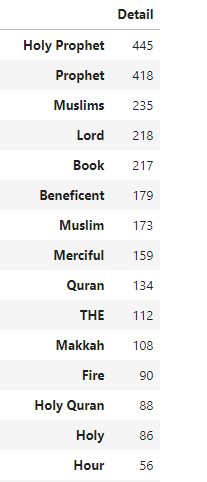 Detail
Holy Prophet 445
Prophet 418
Muslims 235
Lord 218
Book 217
Beneficent 179
Muslim 173
Merciful 159
Quran 134
THE 112
Makkah 108
Fire 90
Holy Quran 88
Holy 86
Hour 56